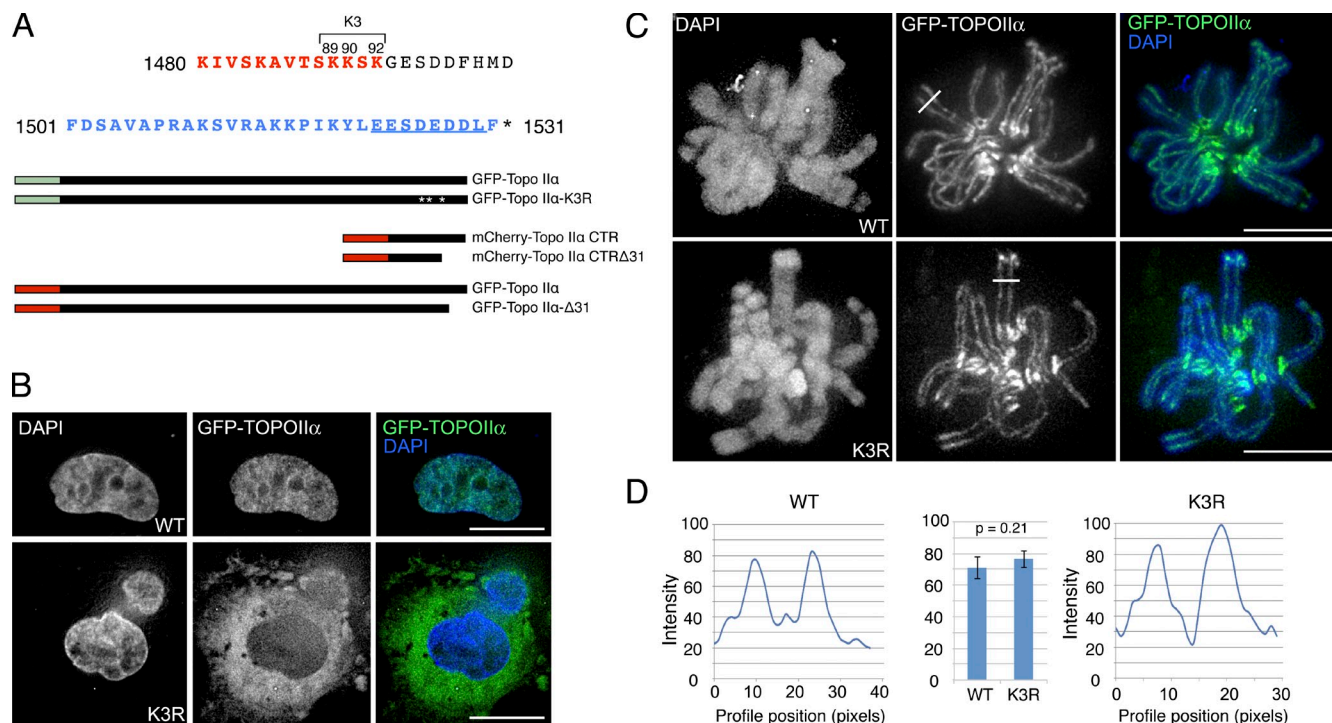 A
K3
89 90 92
1480 KIVSKAVTSKKSKGESDDFHMD
1501 FDSAVAPRAKSVRAKKPIKYLEESDEDDLF* 1531
GFP-Topo IIα
GFP-Topo IIα-K3R
***
mCherry-Topo IIα CTR
mCherry-Topo IIα CTRΔ31
GFP-Topo IIα
GFP-Topo IIα-Δ31
B
DAPI
GFP-TOPOIIα
GFP-TOPOIIα
DAPI
WT
K3R
C
DAPI
GFP-TOPOIIα
GFP-TOPOIIα
DAPI
WT
K3R
D
WT
Intensity
100
80
60
40
20
0
0 10 20 30 40
Profile position (pixels)
p = 0.21
100
80
60
40
20
0
WT K3R
K3R
Intensity
100
80
60
40
20
0
0 10 20 30
Profile position (pixels)